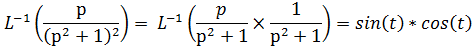 L⁻¹(p/(p²+1)²) = L⁻¹(p/(p²+1) × 1/(p²+1)) = sin(t) * cos(t)